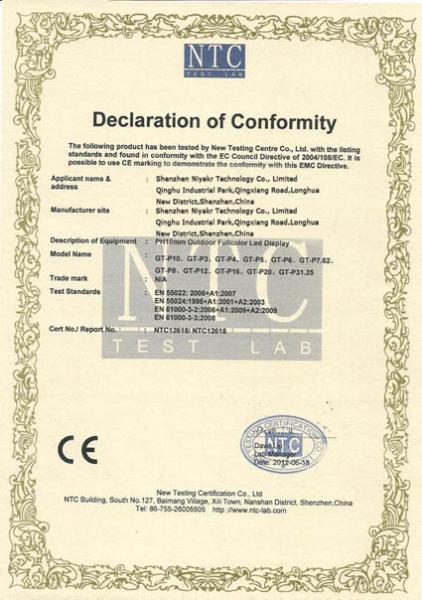 NTC
TEST LAB
Declaration of Conformity
The following product has been tested by New Testing Centre Co., Ltd. with the listing
standards and found in conformity with the EC Council Directive of 2004/108/EC. It is
possible to use CE marking to demonstrate the conformity with this EMC Directive.
Applicant name & address : Shenzhen Niyakr Technology Co., Limited
Qinghu Industrial Park,Qingxiang Road,Longhua
New District,Shenzhen,China
Manufacturer site : Shenzhen Niyakr Technology Co., Limited
Qinghu Industrial Park,Qingxiang Road,Longhua
New District,Shenzhen,China
Description of Equipment : PH10mm Outdoor Fullcolor Led Display
Model Name : GT-P10、GT-P3、GT-P4、GT-P5、GT-P6、GT-P7.62、
GT-P8、GT-P12、GT-P16、GT-P20、GT-P31.25
Trade mark : N/A
Test Standards : EN 55022: 2006+A1:2007
EN 55024:1998+A1:2001+A2:2003
EN 61000-3-2:2006+A1:2009+A2:2009
EN 61000-3-3:2008
Cert No./ Report No. : NTC12618/ NTC12618
NTC
TEST LAB
CE
TESTING CERTIFICATION
NTC
Lab Manager
Date: 2012-06-18
New Testing Certification Co., Ltd
NTC Building, South No.127, Baimang Village, Xili Town, Nanshan District, Shenzhen,China
Tel: 86-755-26005505 http://www.ntc-lab.com